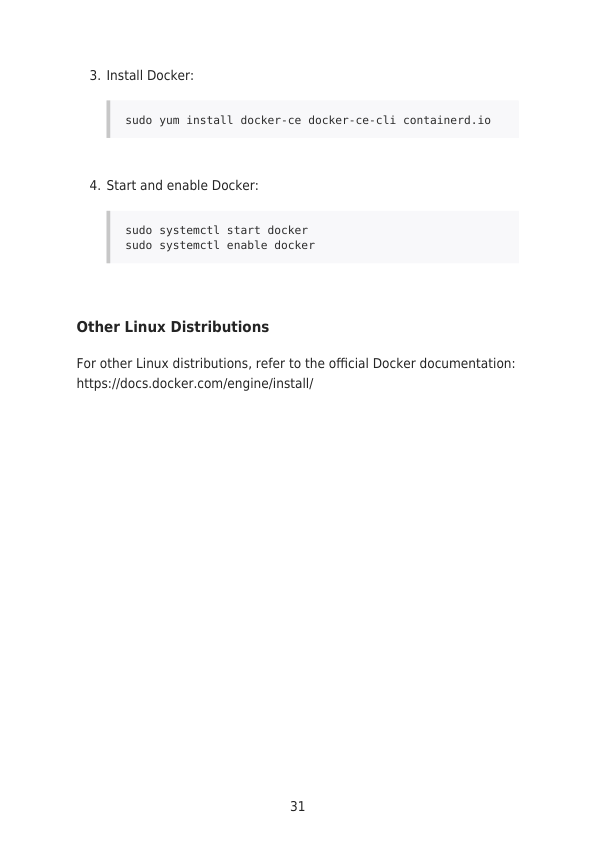 3. Install Docker:
sudo yum install docker-ce docker-ce-cli containerd.io
4. Start and enable Docker:
sudo systemctl start docker
sudo systemctl enable docker
Other Linux Distributions
For other Linux distributions, refer to the official Docker documentation:
https://docs.docker.com/engine/install/
31